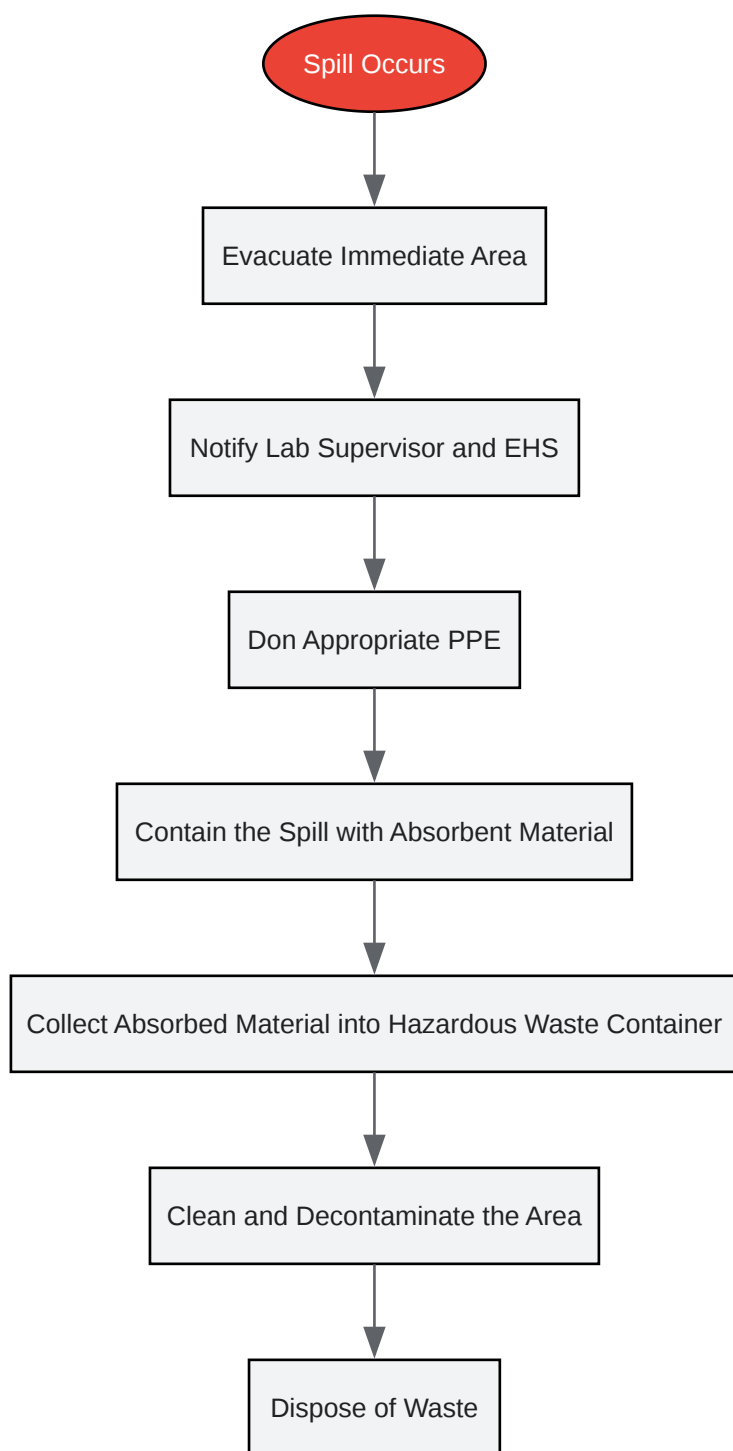 Spill Occurs
Evacuate Immediate Area
Notify Lab Supervisor and EHS
Don Appropriate PPE
Contain the Spill with Absorbent Material
Collect Absorbed Material into Hazardous Waste Container
Clean and Decontaminate the Area
Dispose of Waste